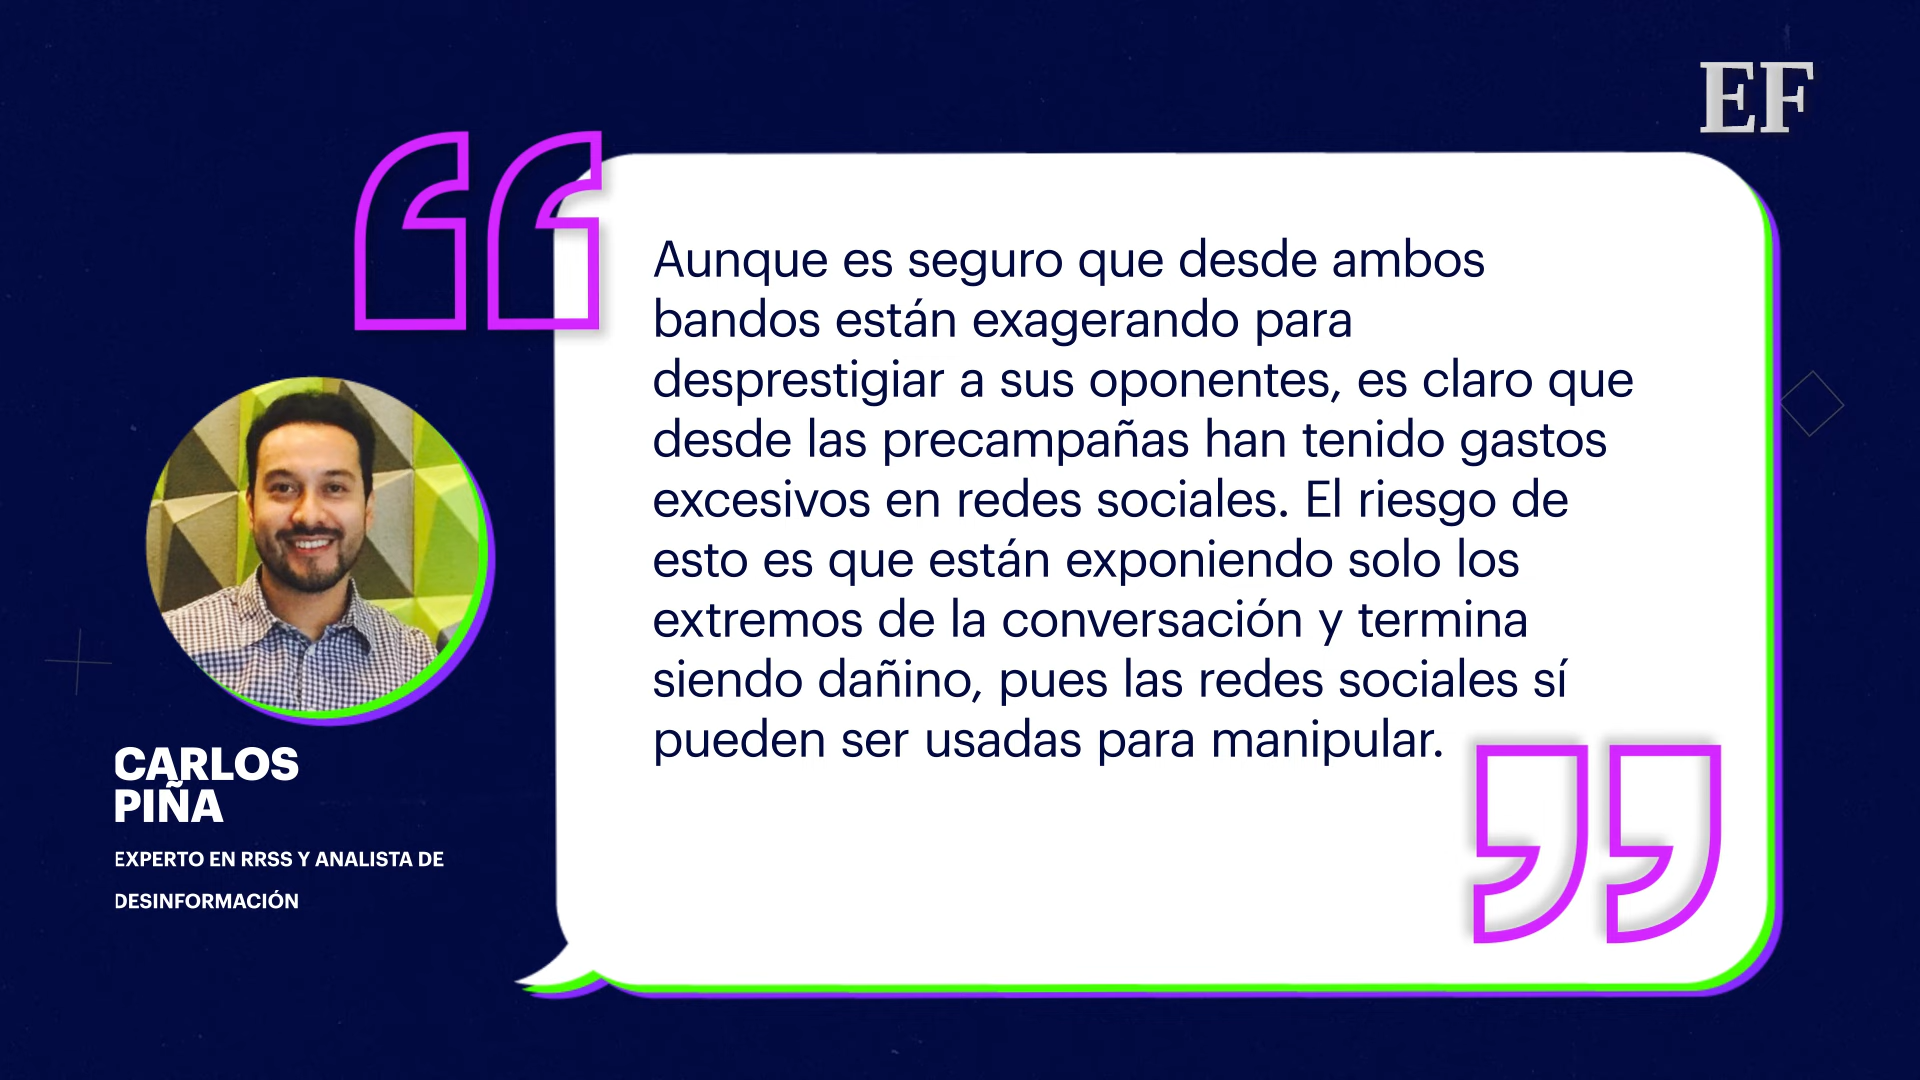 EF
Aunque es seguro que desde ambos
bandos están exagerando para
desprestigiar a sus oponentes, es claro que
desde las precampañas han tenido gastos
excesivos en redes sociales. El riesgo de
esto es que están exponiendo solo los
extremos de la conversación y termina
siendo dañino, pues las redes sociales sí
pueden ser usadas para manipular.
CARLOS
PIÑA
EXPERTO EN RRSS Y ANALISTA DE
DESINFORMACIÓN